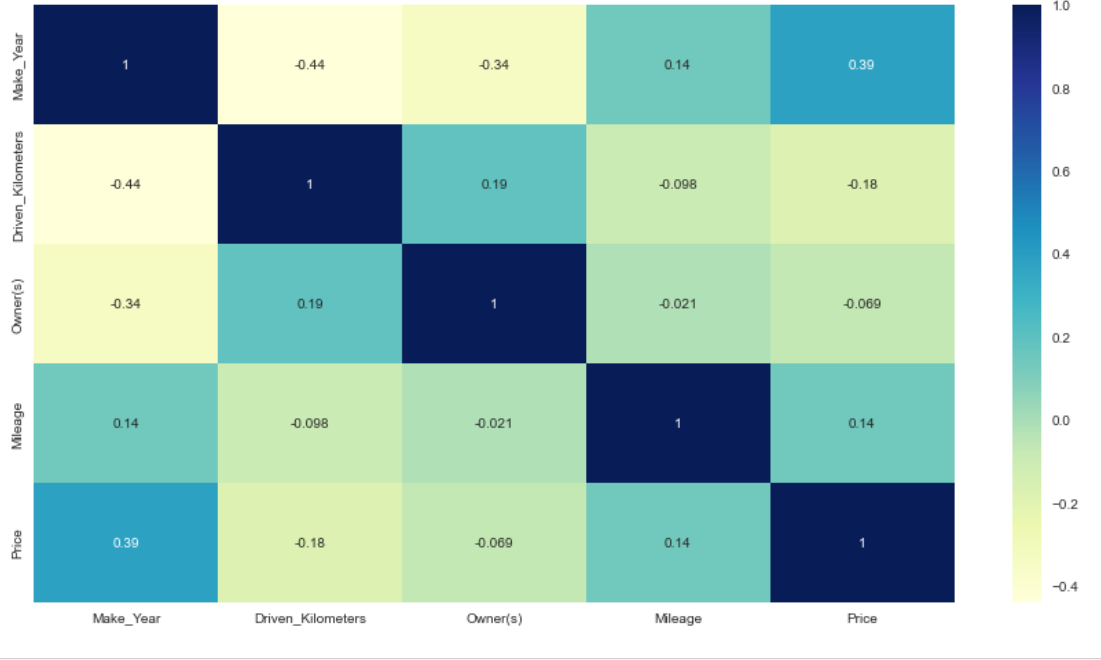 Make_Year 1 -0.44 -0.34 0.14 0.39
Driven_Kilometers -0.44 1 0.19 -0.098 -0.18
Owner(s) -0.34 0.19 1 -0.021 -0.069
Mileage 0.14 -0.098 -0.021 1 0.14
Price 0.39 -0.18 -0.069 0.14 1
Make_Year Driven_Kilometers Owner(s) Mileage Price
1.0
0.8
0.6
0.4
0.2
0.0
−0.2
−0.4